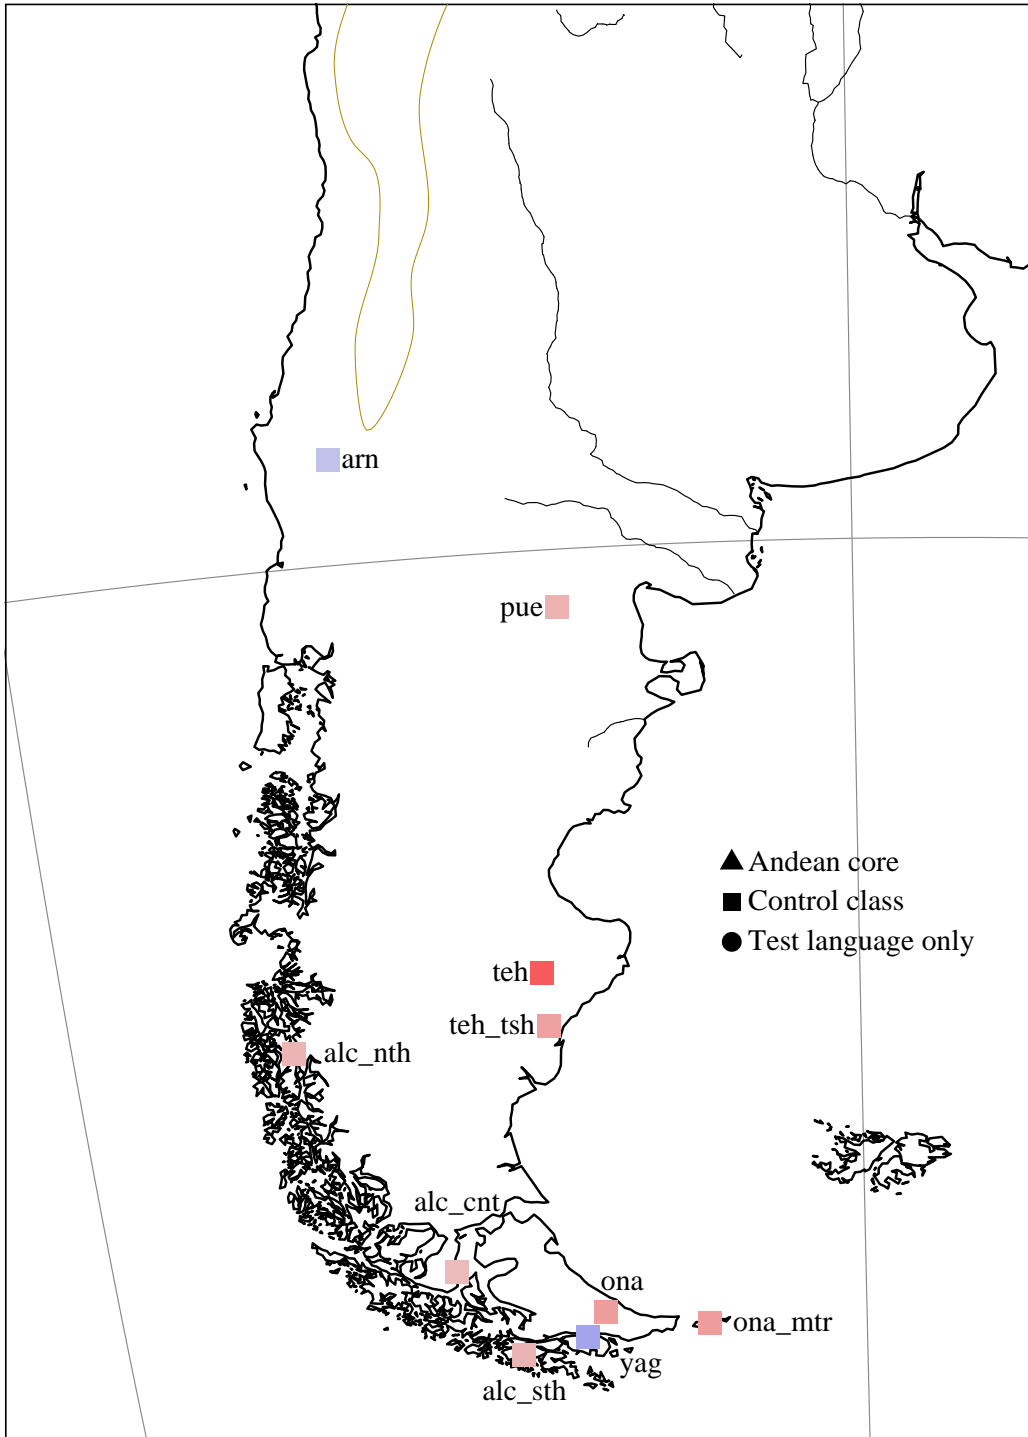 arn
pue
Andean core
Control class
Test language only
teh
teh_tsh
alc_nth
alc_cnt
ona
ona_mtr
yag
alc_sth